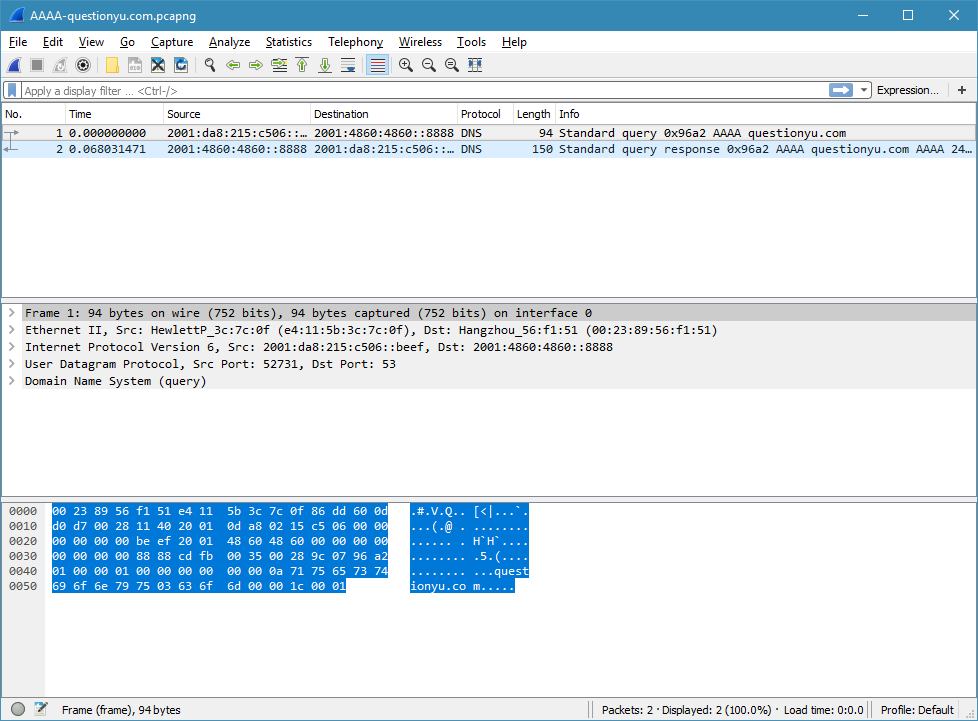 AAAA-questionyu.com.pcapng
File Edit View Go Capture Analyze Statistics Telephony Wireless Tools Help
Apply a display filter ... <Ctrl-/> Expression... +
No. Time Source Destination Protocol Length Info
1 0.000000000 2001:da8:215:c506::… 2001:4860:4860::8888 DNS 94 Standard query 0x96a2 AAAA questionyu.com
2 0.068031471 2001:4860:4860::8888 2001:da8:215:c506::… DNS 150 Standard query response 0x96a2 AAAA questionyu.com AAAA 24…
Frame 1: 94 bytes on wire (752 bits), 94 bytes captured (752 bits) on interface 0
Ethernet II, Src: HewlettP_3c:7c:0f (e4:11:5b:3c:7c:0f), Dst: Hangzhou_56:f1:51 (00:23:89:56:f1:51)
Internet Protocol Version 6, Src: 2001:da8:215:c506::beef, Dst: 2001:4860:4860::8888
User Datagram Protocol, Src Port: 52731, Dst Port: 53
Domain Name System (query)
0000 00 23 89 56 f1 51 e4 11 5b 3c 7c 0f 86 dd 60 0d .#.V.Q.. [<|...`.
0010 d0 d7 00 28 11 40 20 01 0d a8 02 15 c5 06 00 00 ...(.@ . ........
0020 00 00 00 00 be ef 20 01 48 60 48 60 00 00 00 00 ...... . H`H`....
0030 00 00 00 00 88 88 cd fb 00 35 00 28 9c 07 96 a2 ........ .5.(....
0040 01 00 00 01 00 00 00 00 00 00 0a 71 75 65 73 74 ........ ...quest
0050 69 6f 6e 79 75 03 63 6f 6d 00 00 1c 00 01 ionyu.co m.....
Frame (frame), 94 bytes Packets: 2 · Displayed: 2 (100.0%) · Load time: 0:0.0 Profile: Default